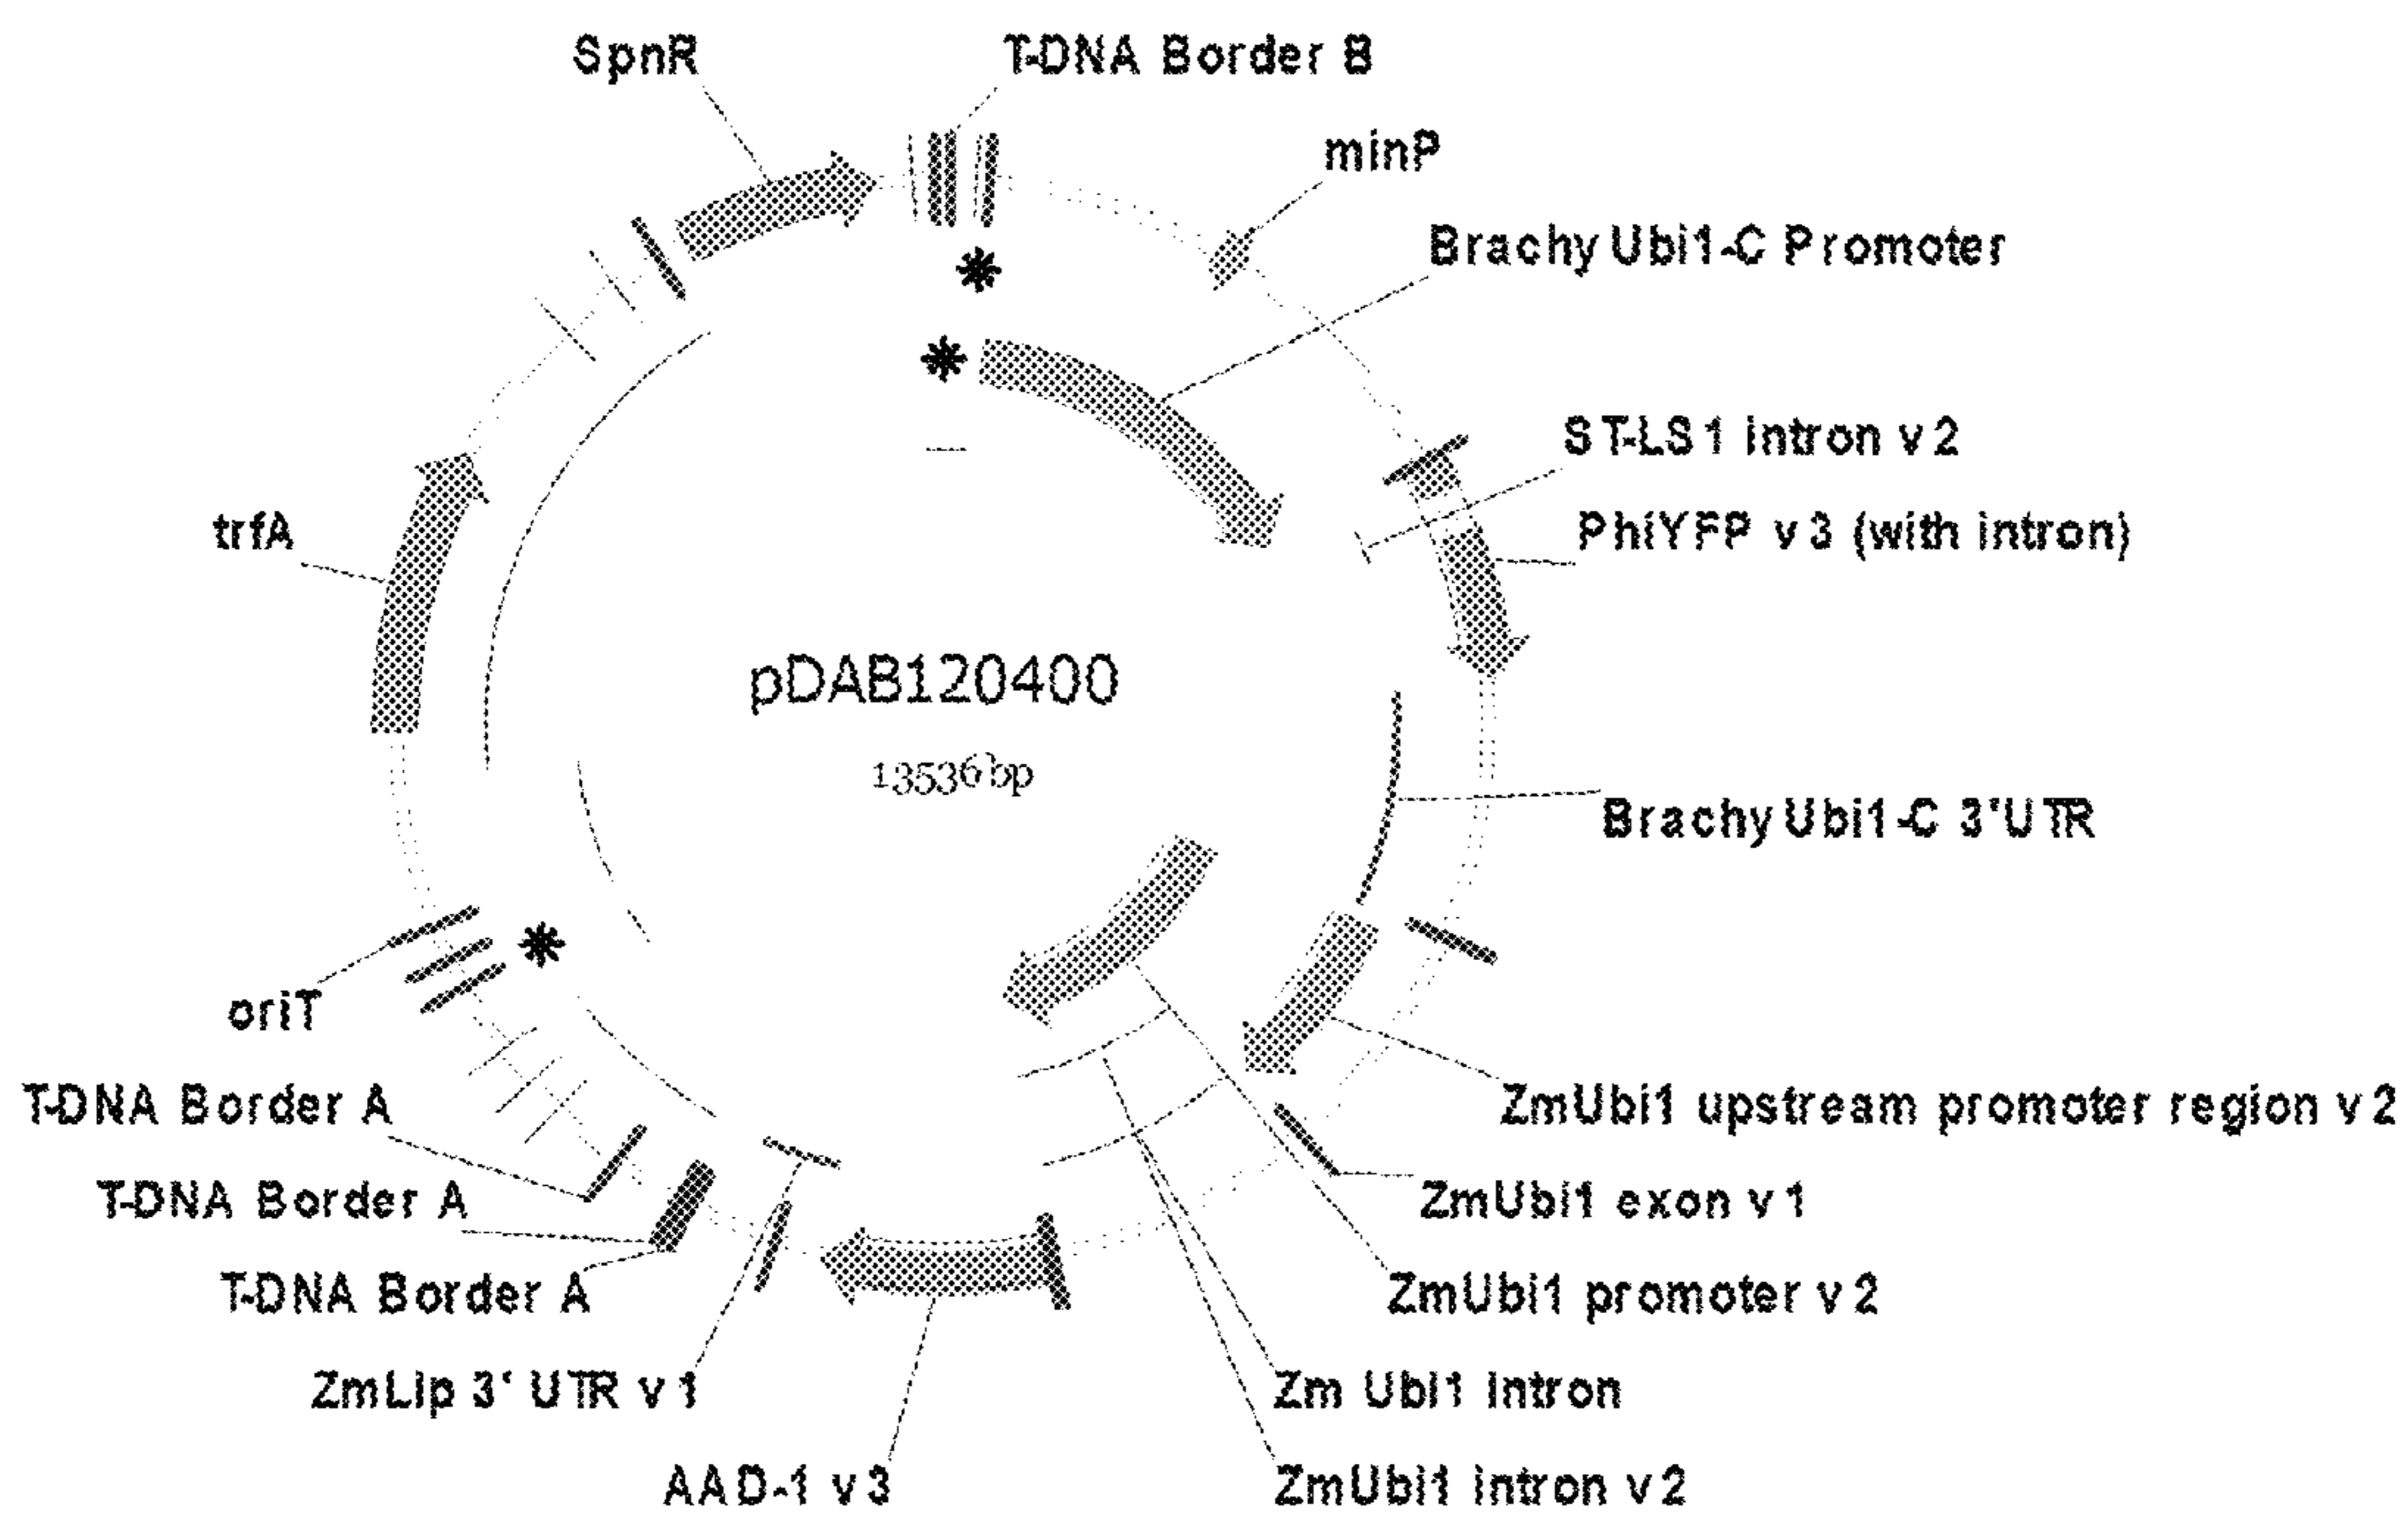 SpnR
T-DNA Border B
minP
Brachy Ubi1-C Promoter
ST-LS1 intron v2
PhiYFP v3 (with intron)
trfA
pDAB120400
13536 bp
Brachy Ubi1-C 3'UTR
oriT
T-DNA Border A
ZmUbi1 upstream promoter region v2
T-DNA Border A
ZmUbi1 exon v1
T-DNA Border A
ZmUbi1 promoter v2
ZmLip 3' UTR v1
Zm Ubi1 intron
AAD-1 v3
ZmUbi1 intron v2